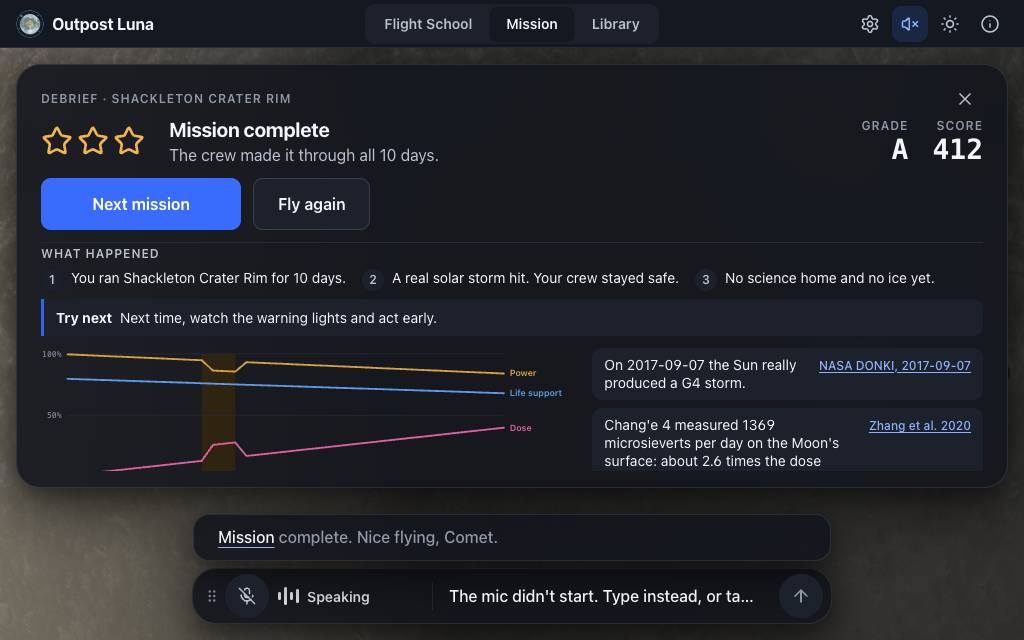 Outpost Luna
Flight School
Mission
Library
DEBRIEF · SHACKLETON CRATER RIM
Mission complete
The crew made it through all 10 days.
GRADE
A
SCORE
412
Next mission
Fly again
WHAT HAPPENED
1 You ran Shackleton Crater Rim for 10 days.
2 A real solar storm hit. Your crew stayed safe.
3 No science home and no ice yet.
Try next Next time, watch the warning lights and act early.
100%
50%
Power
Life support
Dose
On 2017-09-07 the Sun really
produced a G4 storm.
NASA DONKI, 2017-09-07
Chang'e 4 measured 1369
microsieverts per day on the Moon's
surface: about 2.6 times the dose
Zhang et al. 2020
Mission complete. Nice flying, Comet.
Speaking
The mic didn't start. Type instead, or ta...